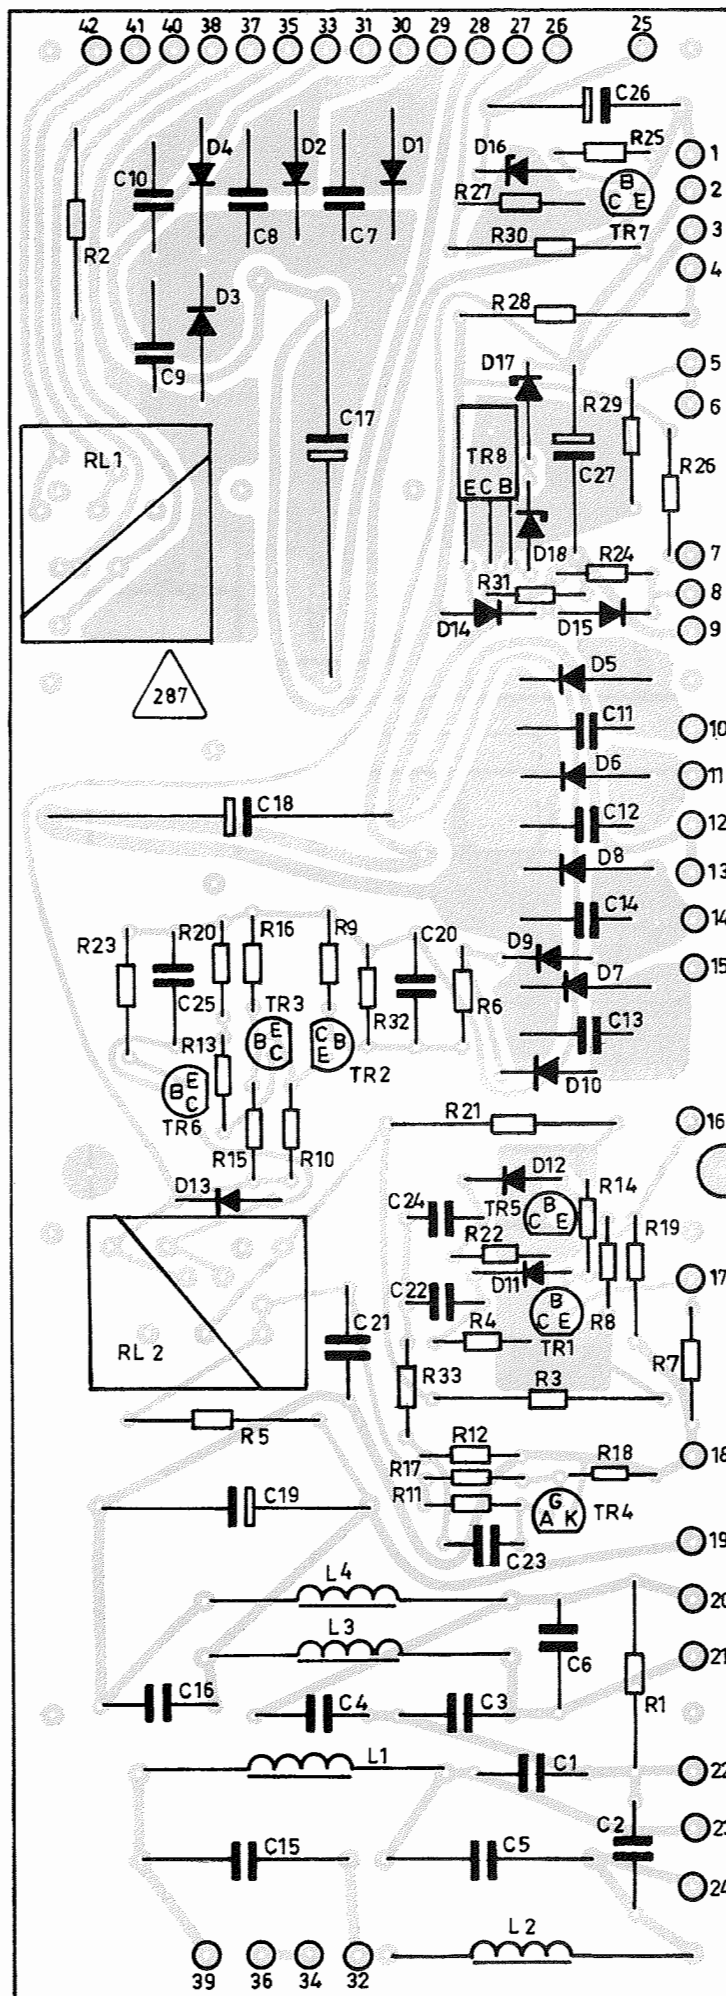 42 41 40 38 37 35 33 31 30 29 28 27 26 25
C26
D4 D2 D1 D16 R25 1
C10 B 2
R27 C E
R2 C8 C7 R30 TR7 3
4
D3 R28
C9 D17 5
R29 6
C17
RL1 TR8 C27 R26
E C B
D18 7
R24
R31 8
D14 D15 9
287 D5
C11 10
D6 11
C18 C12 12
D8 13
C14 14
R23 R20 R16 R9 C20 D9 15
D7
C25 TR3 R32 R6 C13
R13 B E C C E B
TR2 D10
B E C
TR6 R21 16
R15 R10
D12
D13 C24 TR5 B R14
C E
R22 R19
D11 17
C22 B
C21 R4 C E R8
RL 2 TR1 R7
R33 R3
R5 R12 18
R17 R18
C19 R11 G
A K TR4
C23 19
L4 20
L3 21
C6
C16 C4 C3 R1
L1 C1 22
C2 23
C15 C5
24
L2
39 36 34 32